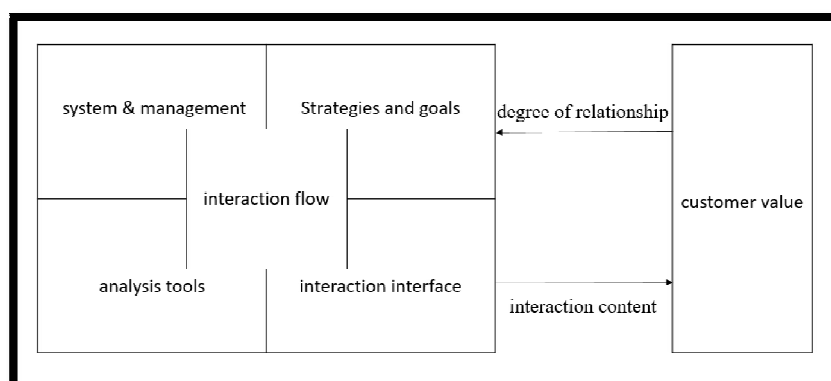 system & management
Strategies and goals
degree of relationship
interaction flow
customer value
analysis tools
interaction interface
interaction content